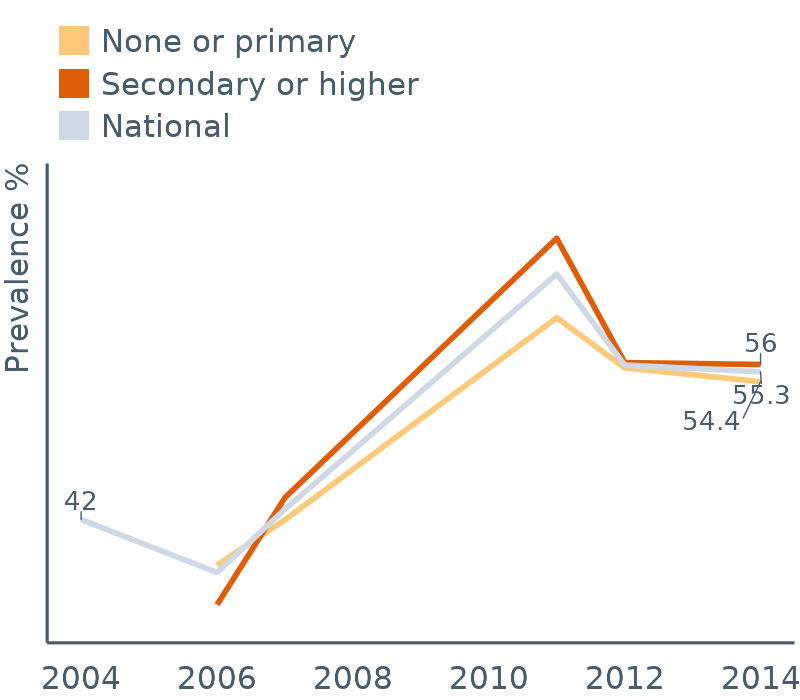 None or primary
Secondary or higher
National
Prevalence %
42
56
55.3
54.4
2004 2006 2008 2010 2012 2014